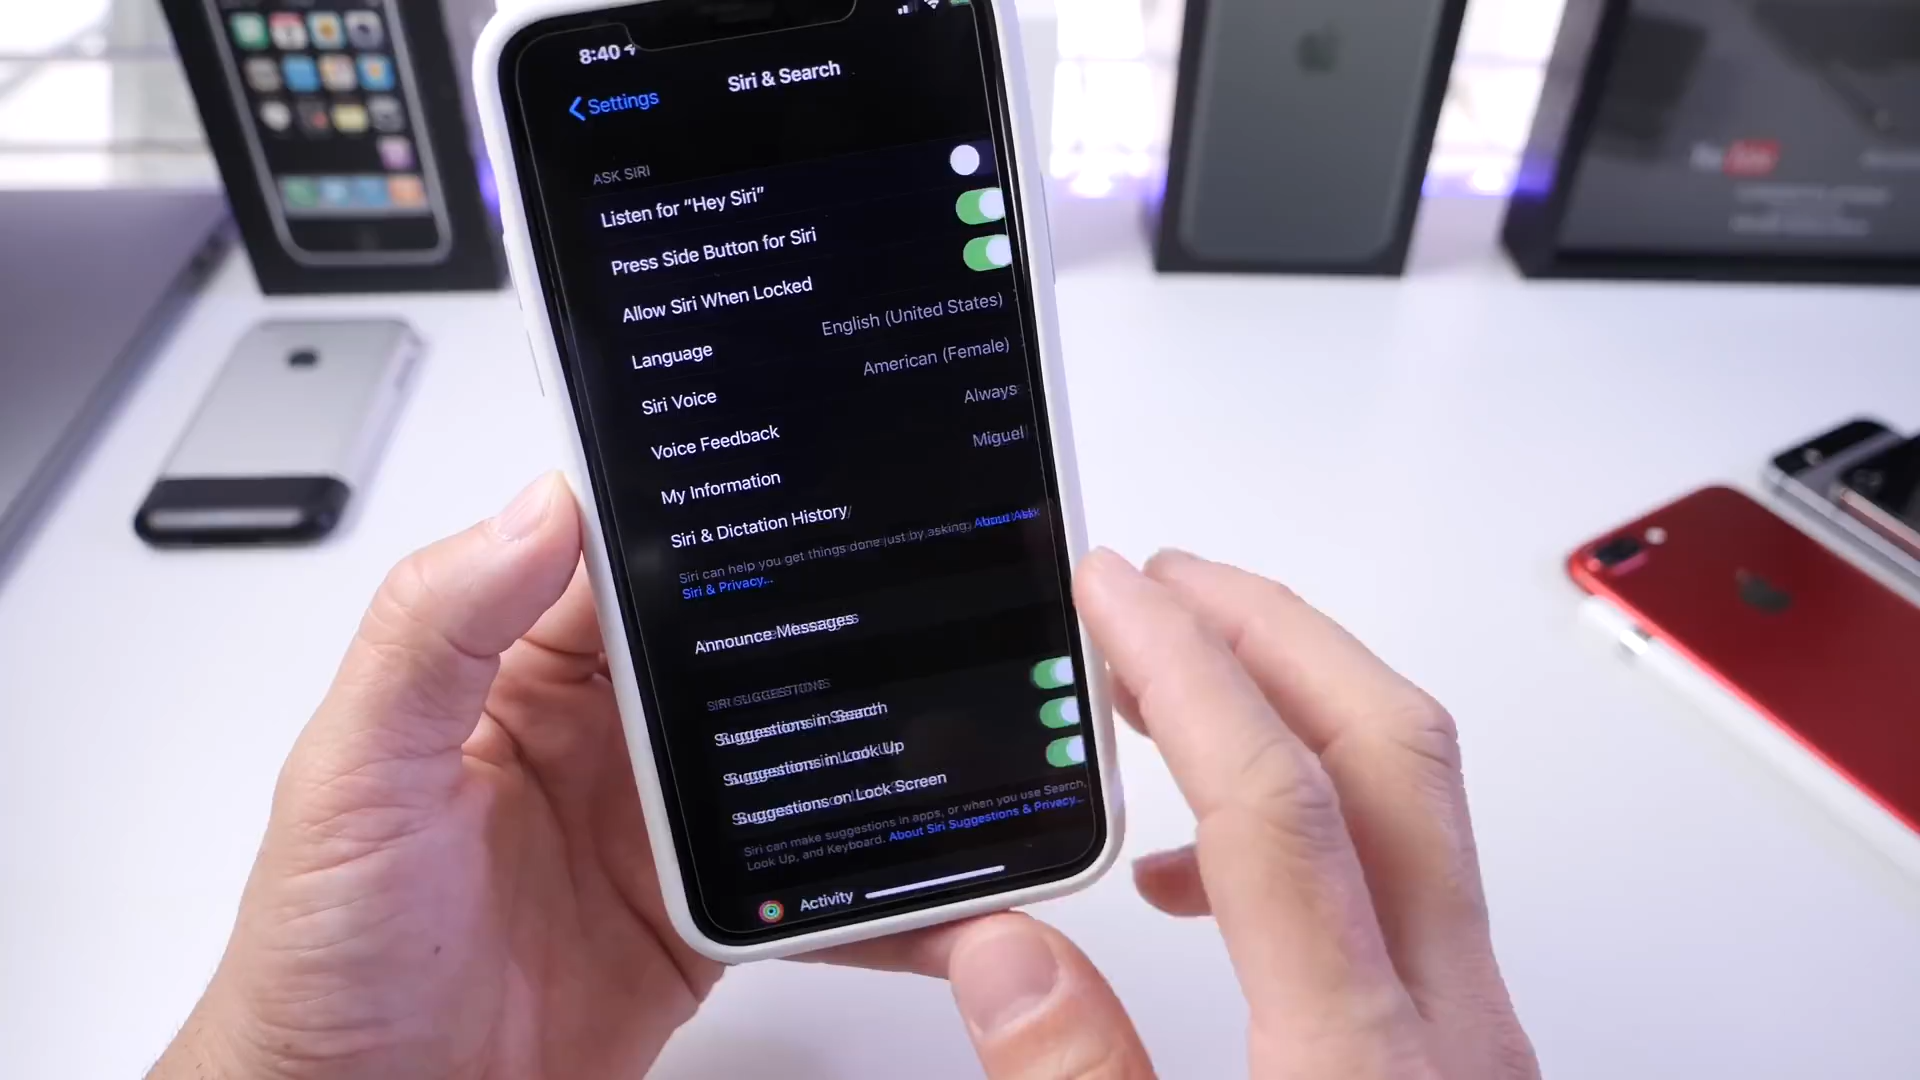 8:40
Settings
Siri & Search
ASK SIRI
Listen for “Hey Siri”
Press Side Button for Siri
Allow Siri When Locked
Language English (United States)
Siri Voice American (Female)
Voice Feedback Always
My Information Miguel
Siri & Dictation History
Siri can help you get things done just by asking. About Ask
Siri & Privacy...
Announce Messages
SIRI SUGGESTIONS
Suggestions in Search
Suggestions in Look Up
Suggestions on Lock Screen
Siri can make suggestions in apps, or when you use Search,
Look Up, and Keyboard. About Siri Suggestions & Privacy...
Activity